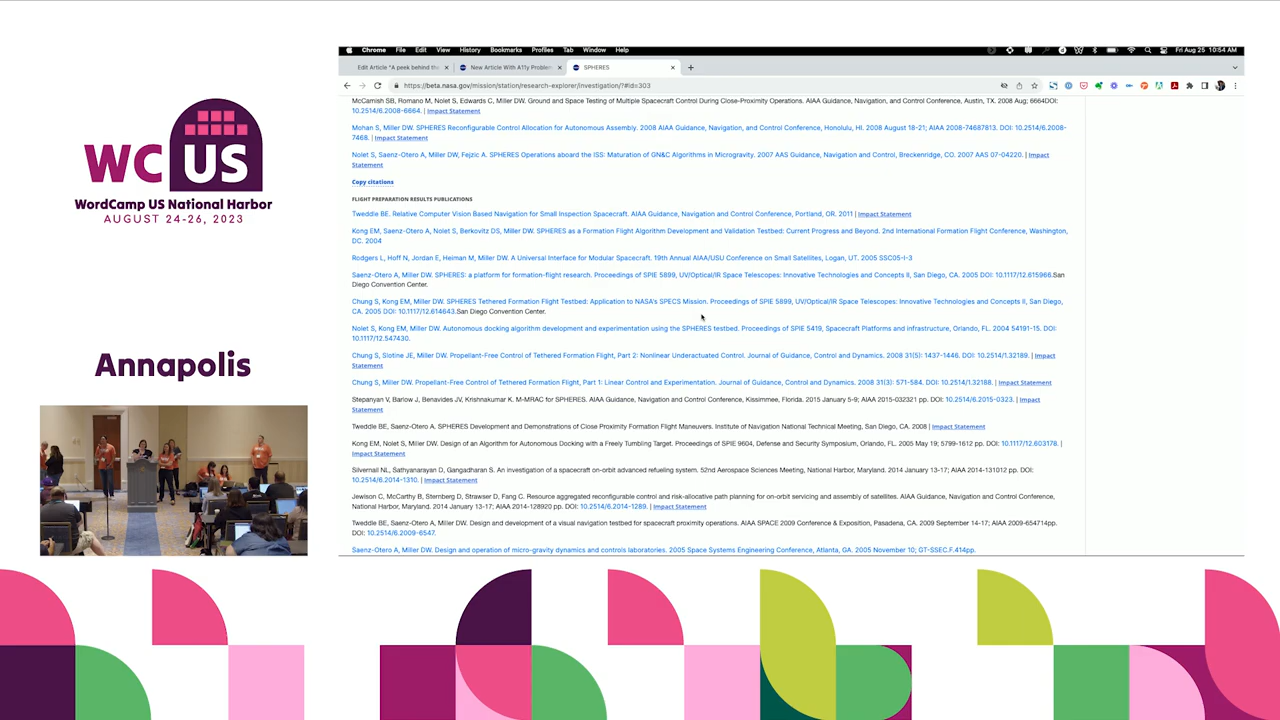 WC US
WordCamp US National Harbor
AUGUST 24-26, 2023
Annapolis
Chrome File Edit View History Bookmarks Profiles Tab Window Help
Fri Aug 25 10:54 AM
Edit Article "A peek behind the
New Article With A11y Proble
SPHERES
https://beta.nasa.gov/mission/station/research-explorer/investigation/?#id=303
McCamish SB, Romano M, Nolet S, Edwards C, Miller DW. Ground and Space Testing of Multiple Spacecraft Control During Close-Proximity Operations. AIAA Guidance, Navigation, and Control Conference, Austin, TX. 2008 Aug; 6664DOI:
10.2514/6.2008-6664. | Impact Statement
Mohan S, Miller DW. SPHERES Reconfigurable Control Allocation for Autonomous Assembly. 2008 AIAA Guidance, Navigation, and Control Conference, Honolulu, HI. 2008 August 18-21; AIAA 2008-74687813. DOI: 10.2514/6.2008-
7468. | Impact Statement
Nolet S, Saenz-Otero A, Miller DW, Fejzic A. SPHERES Operations aboard the ISS: Maturation of GN&C Algorithms in Microgravity. 2007 AAS Guidance, Navigation and Control, Breckenridge, CO. 2007 AAS 07-04220. | Impact
Statement
Copy citations
FLIGHT PREPARATION RESULTS PUBLICATIONS
Tweddle BE. Relative Computer Vision Based Navigation for Small Inspection Spacecraft. AIAA Guidance, Navigation and Control Conference, Portland, OR. 2011 | Impact Statement
Kong EM, Saenz-Otero A, Nolet S, Berkovitz DS, Miller DW. SPHERES as a Formation Flight Algorithm Development and Validation Testbed: Current Progress and Beyond. 2nd International Formation Flight Conference, Washington,
DC. 2004
Rodgers L, Hoff N, Jordan E, Heiman M, Miller DW. A Universal Interface for Modular Spacecraft. 19th Annual AIAA/USU Conference on Small Satellites, Logan, UT. 2005 SSC05-I-3
Saenz-Otero A, Miller DW. SPHERES: a platform for formation-flight research. Proceedings of SPIE 5899, UV/Optical/IR Space Telescopes: Innovative Technologies and Concepts II, San Diego, CA. 2005 DOI: 10.1117/12.615966.San
Diego Convention Center.
Chung S, Kong EM, Miller DW. SPHERES Tethered Formation Flight Testbed: Application to NASA's SPECS Mission. Proceedings of SPIE 5899, UV/Optical/IR Space Telescopes: Innovative Technologies and Concepts II, San Diego,
CA. 2005 DOI: 10.1117/12.614643.San Diego Convention Center.
Nolet S, Kong EM, Miller DW. Autonomous docking algorithm development and experimentation using the SPHERES testbed. Proceedings of SPIE 5419, Spacecraft Platforms and infrastructure, Orlando, FL. 2004 54191-15. DOI:
10.1117/12.547430.
Chung S, Slotine JE, Miller DW. Propellant-Free Control of Tethered Formation Flight, Part 2: Nonlinear Underactuated Control. Journal of Guidance, Control and Dynamics. 2008 31(5): 1437-1446. DOI: 10.2514/1.32189. | Impact
Statement
Chung S, Miller DW. Propellant-Free Control of Tethered Formation Flight, Part 1: Linear Control and Experimentation. Journal of Guidance, Control and Dynamics. 2008 31(3): 571-584. DOI: 10.2514/1.32188. | Impact Statement
Stepanyan V, Barlow J, Benavides JV, Krishnakumar K. M-MRAC for SPHERES. AIAA Guidance, Navigation and Control Conference, Kissimmee, Florida. 2015 January 5-9; AIAA 2015-032321 pp. DOI: 10.2514/6.2015-0323. | Impact
Statement
Tweddle BE, Saenz-Otero A, SPHERES Development and Demonstrations of Close Proximity Formation Flight Maneuvers. Institute of Navigation National Technical Meeting, San Diego, CA. 2008 | Impact Statement
Kong EM, Nolet S, Miller DW. Design of an Algorithm for Autonomous Docking with a Freely Tumbling Target. Proceedings of SPIE 9604, Defense and Security Symposium, Orlando, FL. 2005 May 19; 5799-1612 pp. DOI: 10.1117/12.603178. |
Impact Statement
Silvernail NL, Sathyanarayan D, Gangadharan S. An investigation of a spacecraft on-orbit advanced refueling system. 52nd Aerospace Sciences Meeting, National Harbor, Maryland. 2014 January 13-17; AIAA 2014-131012 pp. DOI:
10.2514/6.2014-1310. | Impact Statement
Jewison C, McCarthy B, Sternberg D, Strawser D, Fang C. Resource aggregated reconfigurable control and risk-allocative path planning for on-orbit servicing and assembly of satellites. AIAA Guidance, Navigation and Control Conference,
National Harbor, Maryland. 2014 January 13-17; AIAA 2014-128920 pp. DOI: 10.2514/6.2014-1289. | Impact Statement
Tweddle BE, Saenz-Otero A, Miller DW. Design and development of a visual navigation testbed for spacecraft proximity operations. AIAA SPACE 2009 Conference & Exposition, Pasadena, CA. 2009 September 14-17; AIAA 2009-654714pp.
DOI: 10.2514/6.2009-6547.
Saenz-Otero A, Miller DW. Design and operation of micro-gravity dynamics and controls laboratories. 2005 Space Systems Engineering Conference, Atlanta, GA. 2005 November 10; GT-SSEC.F.414pp.